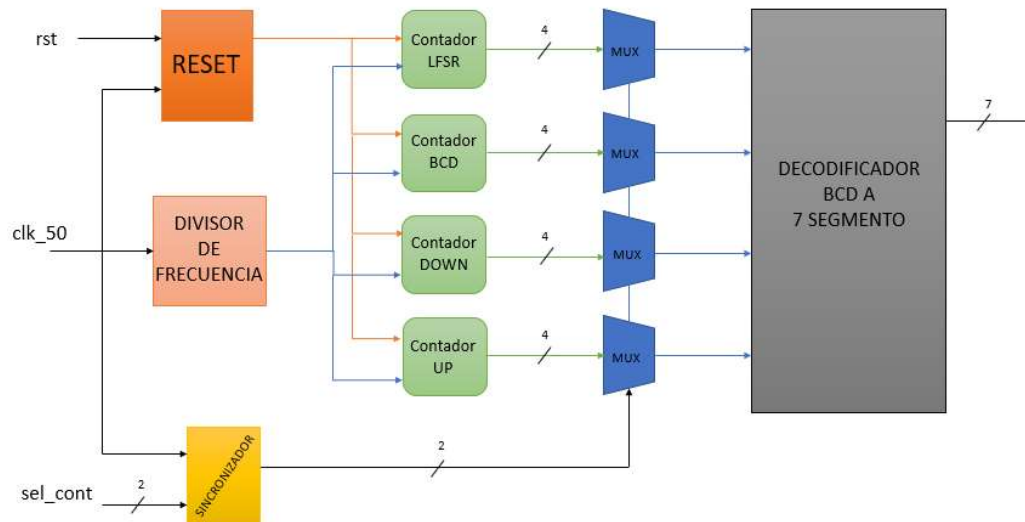 rst
RESET
Contador
LFSR
4
MUX
Contador
BCD
4
MUX
DECODIFICADOR
BCD A
7 SEGMENTO
7
clk_50
DIVISOR
DE
FRECUENCIA
Contador
DOWN
4
MUX
Contador
UP
4
MUX
sel_cont
2
SINCRONIZADOR
2